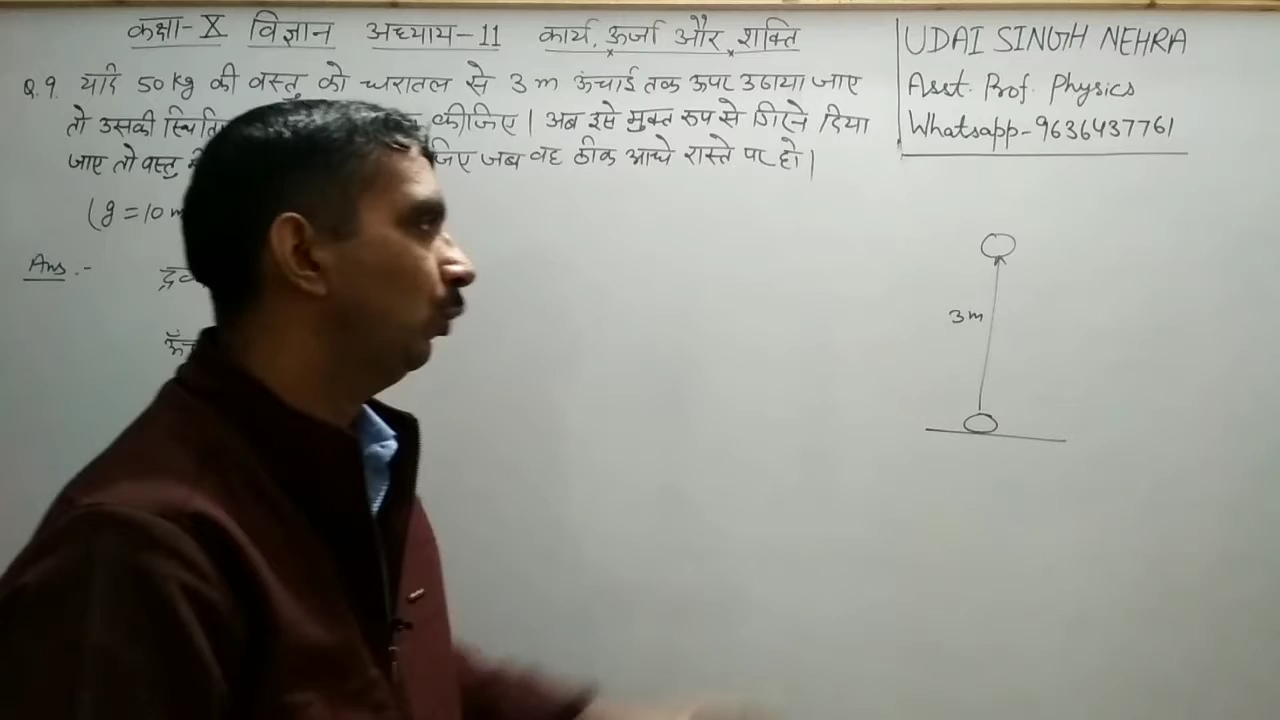 कक्षा-X विज्ञान अध्याय-11 कार्य, ऊर्जा और शक्ति
UDAI SINGH NEHRA
Asst. Prof. Physics
Whatsapp-9636437761
Q.9. यदि 50 kg की वस्तु को धरातल से 3 m ऊंचाई तक ऊपर उठाया जाए
तो उसकी कीजिए। अब इसे मुक्त रुप से गिरने दिया
जाए तो वस्तु जब वह ठीक आधे रास्ते पर हो।
(g = 10
Ans.-
3 m